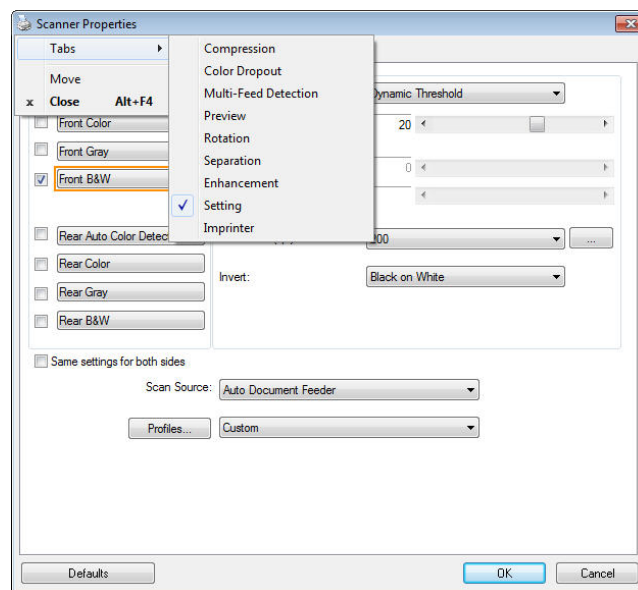 Scanner Properties
Tabs
Move
x Close Alt+F4
Compression
Color Dropout
Multi-Feed Detection
Preview
Rotation
Separation
Enhancement
Setting
Imprinter
Dynamic Threshold
20
0
Front Color
Front Gray
Front B&W
Rear Auto Color Detec
200
...
Rear Color
Rear Gray
Rear B&W
Invert:
Black on White
Same settings for both sides
Scan Source:
Auto Document Feeder
Profiles...
Custom
Defaults
OK
Cancel